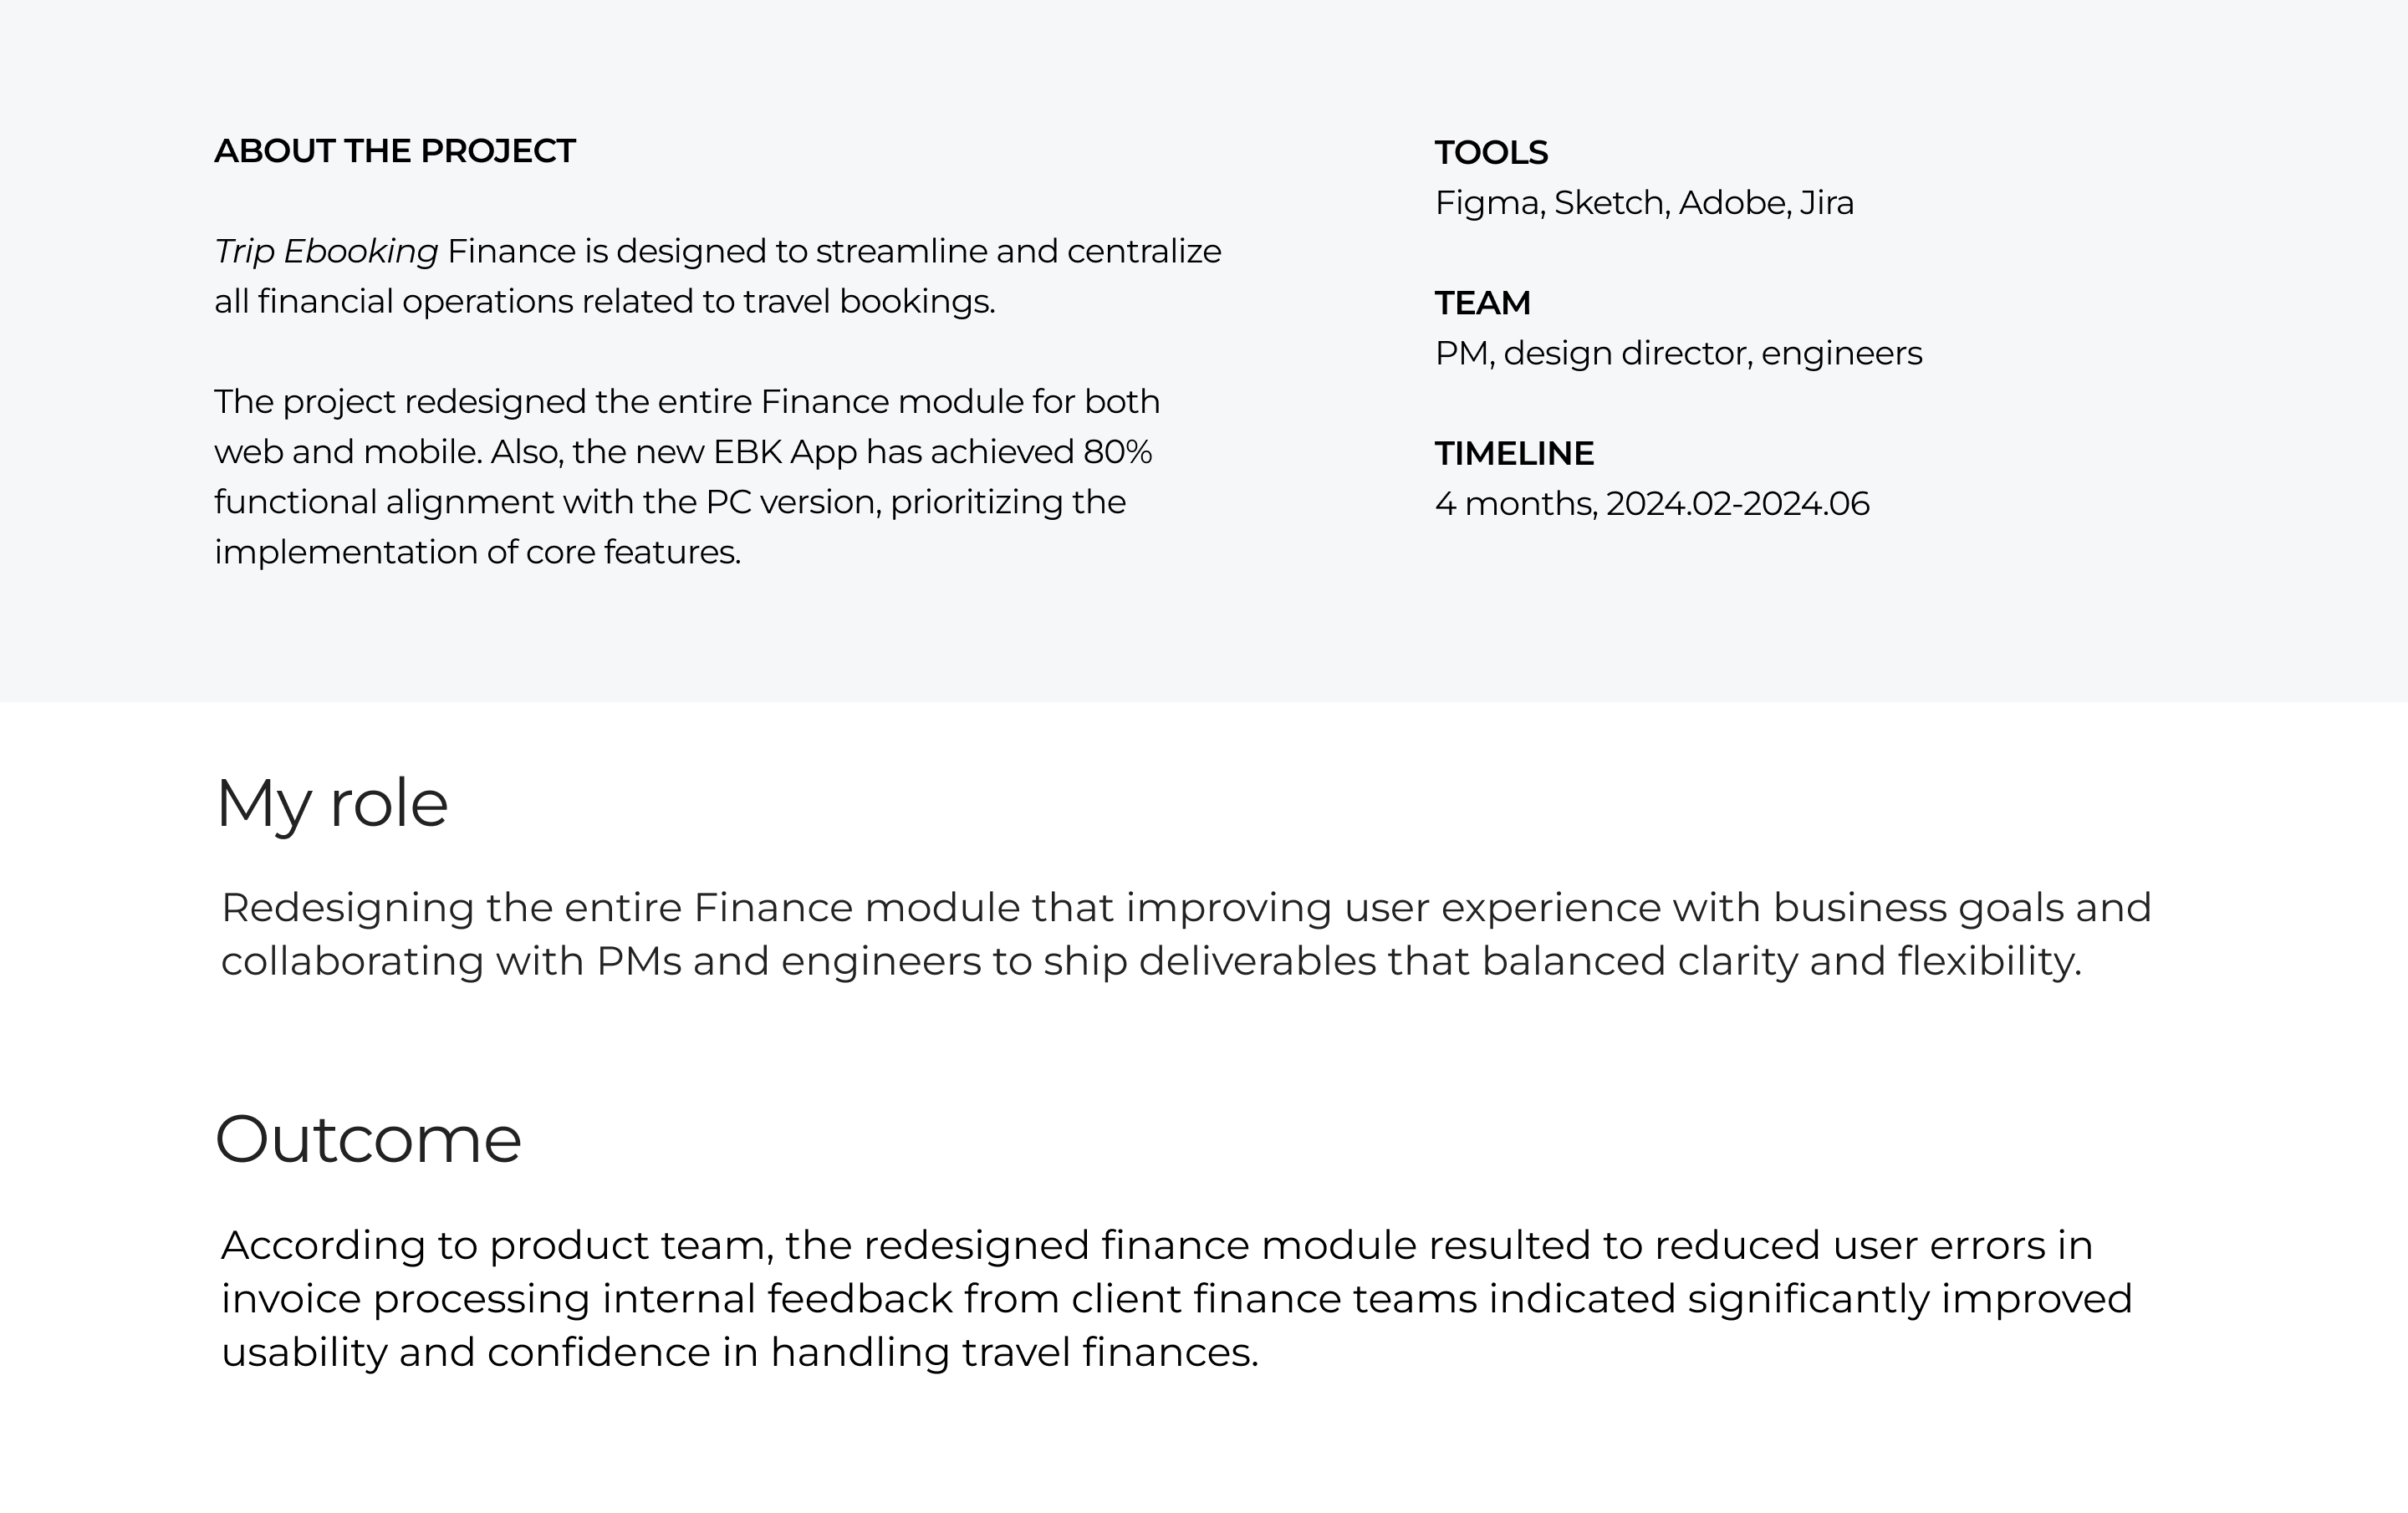 ABOUT THE PROJECT
Trip Ebooking Finance is designed to streamline and centralize
all financial operations related to travel bookings.
The project redesigned the entire Finance module for both
web and mobile. Also, the new EBK App has achieved 80%
functional alignment with the PC version, prioritizing the
implementation of core features.
TOOLS
Figma, Sketch, Adobe, Jira
TEAM
PM, design director, engineers
TIMELINE
4 months, 2024.02-2024.06
My role
Redesigning the entire Finance module that improving user experience with business goals and
collaborating with PMs and engineers to ship deliverables that balanced clarity and flexibility.
Outcome
According to product team, the redesigned finance module resulted to reduced user errors in
invoice processing internal feedback from client finance teams indicated significantly improved
usability and confidence in handling travel finances.